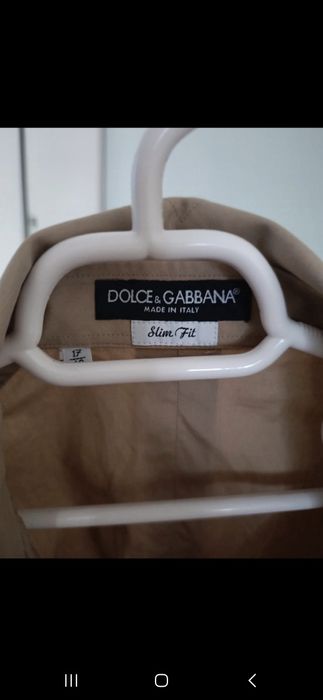 DOLCE & GABBANA®
MADE IN ITALY
Slim Fit
17